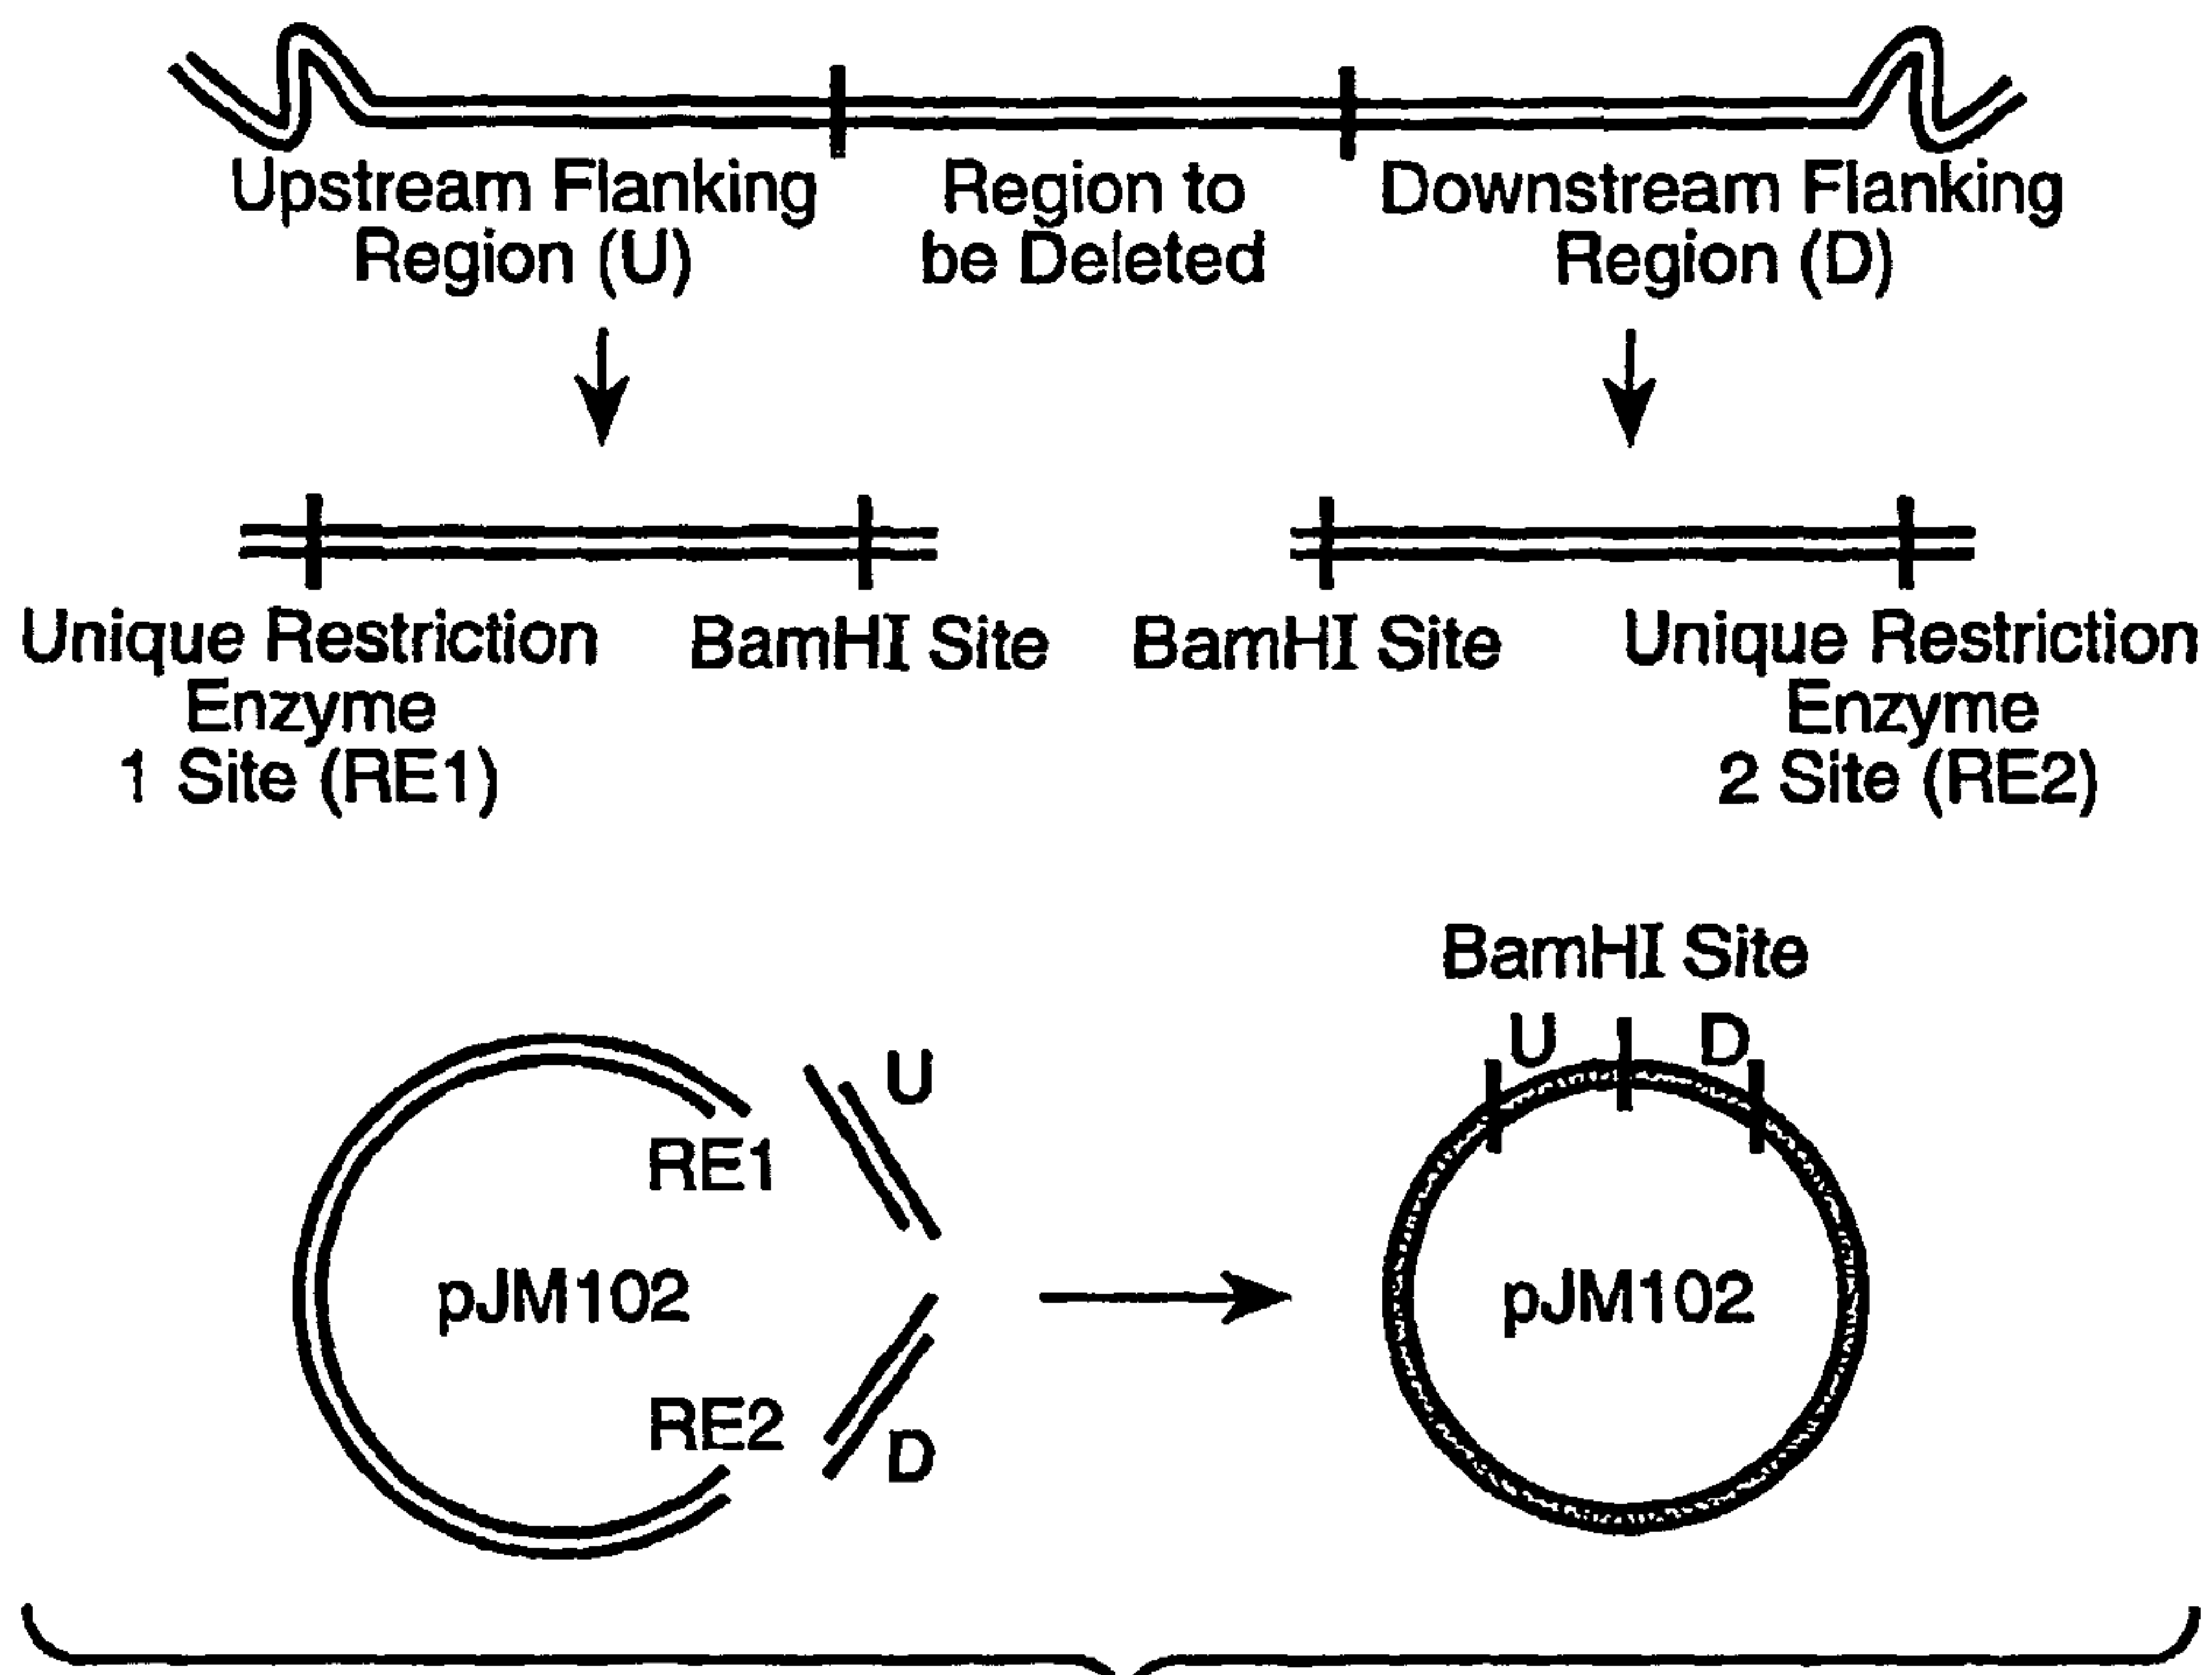 Upstream Flanking
Region (U)
Region to
be Deleted
Downstream Flanking
Region (D)
Unique Restriction
Enzyme
1 Site (RE1)
BamHI Site
BamHI Site
Unique Restriction
Enzyme
2 Site (RE2)
U
RE1
pJM102
RE2
D
BamHI Site
U
D
pJM102